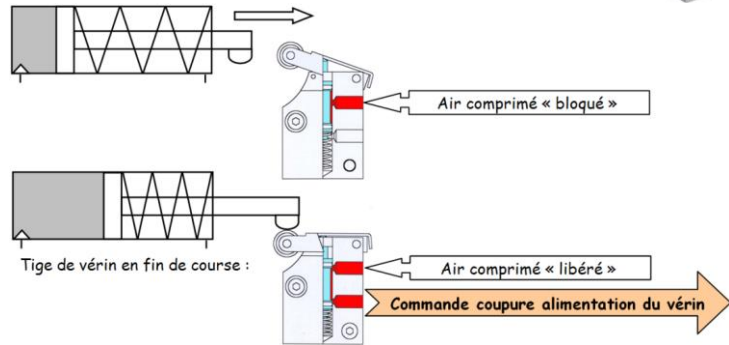 Air comprimé « bloqué »
Tige de vérin en fin de course :
Air comprimé « libéré »
Commande coupure alimentation du vérin